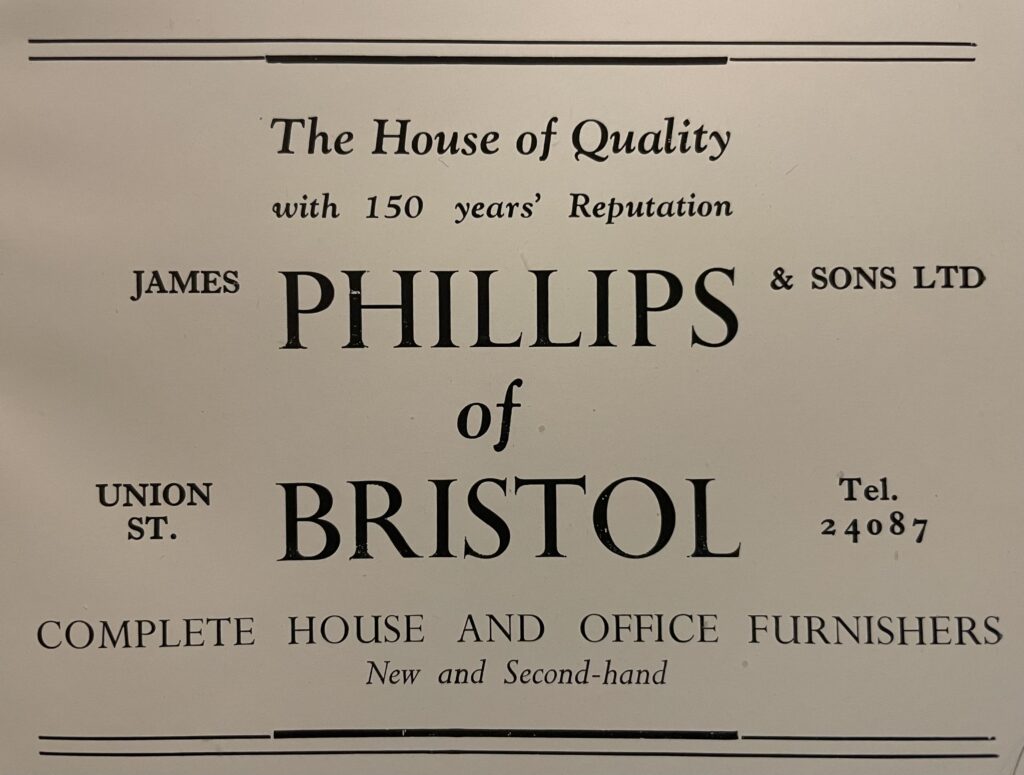 The House of Quality
with 150 years' Reputation
JAMES PHILLIPS & SONS LTD
of
UNION ST. BRISTOL Tel. 24087
COMPLETE HOUSE AND OFFICE FURNISHERS
New and Second-hand